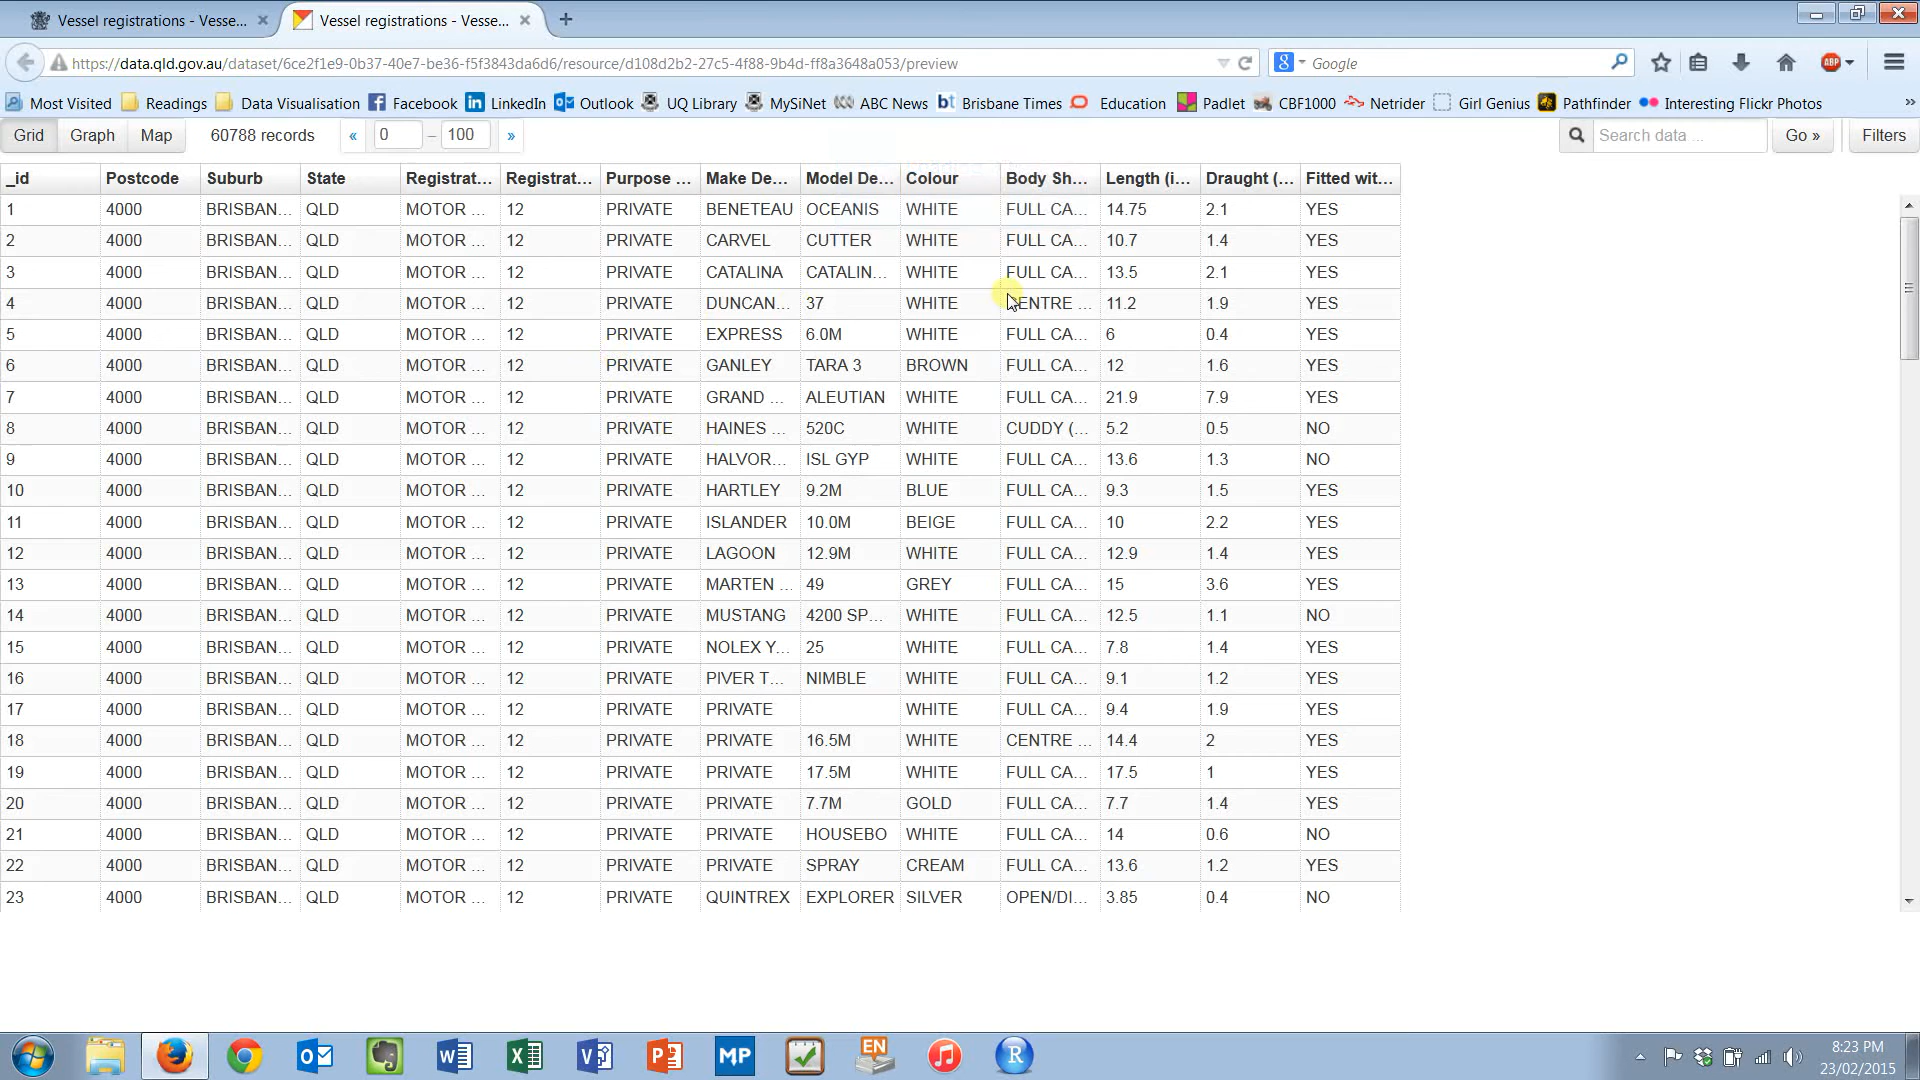 Vessel registrations - Vesse... Vessel registrations - Vesse...
https://data.qld.gov.au/dataset/6ce2f1e9-0b37-40e7-be36-f5f3843da6d6/resource/d108d2b2-27c5-4f88-9b4d-ff8a3648a053/preview Google ABP
Most Visited Readings Data Visualisation Facebook LinkedIn Outlook UQ Library MySiNet ABC News Brisbane Times Education Padlet CBF1000 Netrider Girl Genius Pathfinder Interesting Flickr Photos »
Grid Graph Map 60788 records « 0 – 100 » Search data ... Go » Filters
_id Postcode Suburb State Registrat... Registrat... Purpose ... Make De... Model De... Colour Body Sh... Length (i... Draught (... Fitted wit...
1 4000 BRISBAN... QLD MOTOR ... 12 PRIVATE BENETEAU OCEANIS WHITE FULL CA... 14.75 2.1 YES
2 4000 BRISBAN... QLD MOTOR ... 12 PRIVATE CARVEL CUTTER WHITE FULL CA... 10.7 1.4 YES
3 4000 BRISBAN... QLD MOTOR ... 12 PRIVATE CATALINA CATALIN... WHITE FULL CA... 13.5 2.1 YES
4 4000 BRISBAN... QLD MOTOR ... 12 PRIVATE DUNCAN... 37 WHITE CENTRE ... 11.2 1.9 YES
5 4000 BRISBAN... QLD MOTOR ... 12 PRIVATE EXPRESS 6.0M WHITE FULL CA... 6 0.4 YES
6 4000 BRISBAN... QLD MOTOR ... 12 PRIVATE GANLEY TARA 3 BROWN FULL CA... 12 1.6 YES
7 4000 BRISBAN... QLD MOTOR ... 12 PRIVATE GRAND ... ALEUTIAN WHITE FULL CA... 21.9 7.9 YES
8 4000 BRISBAN... QLD MOTOR ... 12 PRIVATE HAINES ... 520C WHITE CUDDY (... 5.2 0.5 NO
9 4000 BRISBAN... QLD MOTOR ... 12 PRIVATE HALVOR... ISL GYP WHITE FULL CA... 13.6 1.3 NO
10 4000 BRISBAN... QLD MOTOR ... 12 PRIVATE HARTLEY 9.2M BLUE FULL CA... 9.3 1.5 YES
11 4000 BRISBAN... QLD MOTOR ... 12 PRIVATE ISLANDER 10.0M BEIGE FULL CA... 10 2.2 YES
12 4000 BRISBAN... QLD MOTOR ... 12 PRIVATE LAGOON 12.9M WHITE FULL CA... 12.9 1.4 YES
13 4000 BRISBAN... QLD MOTOR ... 12 PRIVATE MARTEN ... 49 GREY FULL CA... 15 3.6 YES
14 4000 BRISBAN... QLD MOTOR ... 12 PRIVATE MUSTANG 4200 SP... WHITE FULL CA... 12.5 1.1 NO
15 4000 BRISBAN... QLD MOTOR ... 12 PRIVATE NOLEX Y... 25 WHITE FULL CA... 7.8 1.4 YES
16 4000 BRISBAN... QLD MOTOR ... 12 PRIVATE PIVER T... NIMBLE WHITE FULL CA... 9.1 1.2 YES
17 4000 BRISBAN... QLD MOTOR ... 12 PRIVATE PRIVATE WHITE FULL CA... 9.4 1.9 YES
18 4000 BRISBAN... QLD MOTOR ... 12 PRIVATE PRIVATE 16.5M WHITE CENTRE ... 14.4 2 YES
19 4000 BRISBAN... QLD MOTOR ... 12 PRIVATE PRIVATE 17.5M WHITE FULL CA... 17.5 1 YES
20 4000 BRISBAN... QLD MOTOR ... 12 PRIVATE PRIVATE 7.7M GOLD FULL CA... 7.7 1.4 YES
21 4000 BRISBAN... QLD MOTOR ... 12 PRIVATE PRIVATE HOUSEBO WHITE FULL CA... 14 0.6 NO
22 4000 BRISBAN... QLD MOTOR ... 12 PRIVATE PRIVATE SPRAY CREAM FULL CA... 13.6 1.2 YES
23 4000 BRISBAN... QLD MOTOR ... 12 PRIVATE QUINTREX EXPLORER SILVER OPEN/DI... 3.85 0.4 NO
MP EN R
8:23 PM
23/02/2015